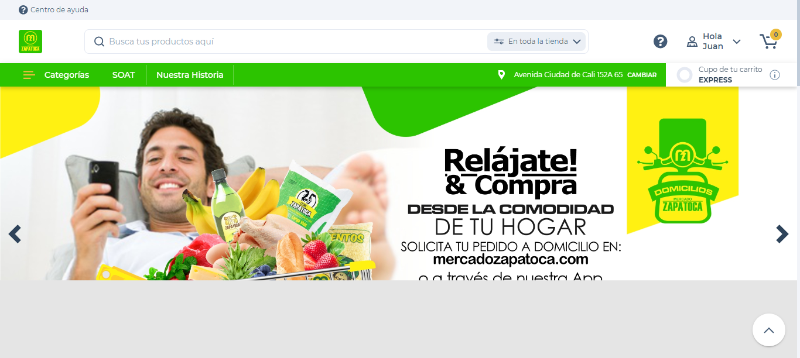 Centro de ayuda
ZAPATOCA
Busca tus productos aquí
En toda la tienda
Hola
Juan
0
Categorías
SOAT
Nuestra Historia
Avenida Ciudad de Cali 152A 65 CAMBIAR
Cupo de tu carrito
EXPRESS
Relájate!
& Compra
DESDE LA COMODIDAD
DE TU HOGAR
SOLICITA TU PEDIDO A DOMICILIO EN:
mercadozapatoca.com
o a través de nuestra App
DOMICILIOS
ZAPATOCA
ZAPATOCA